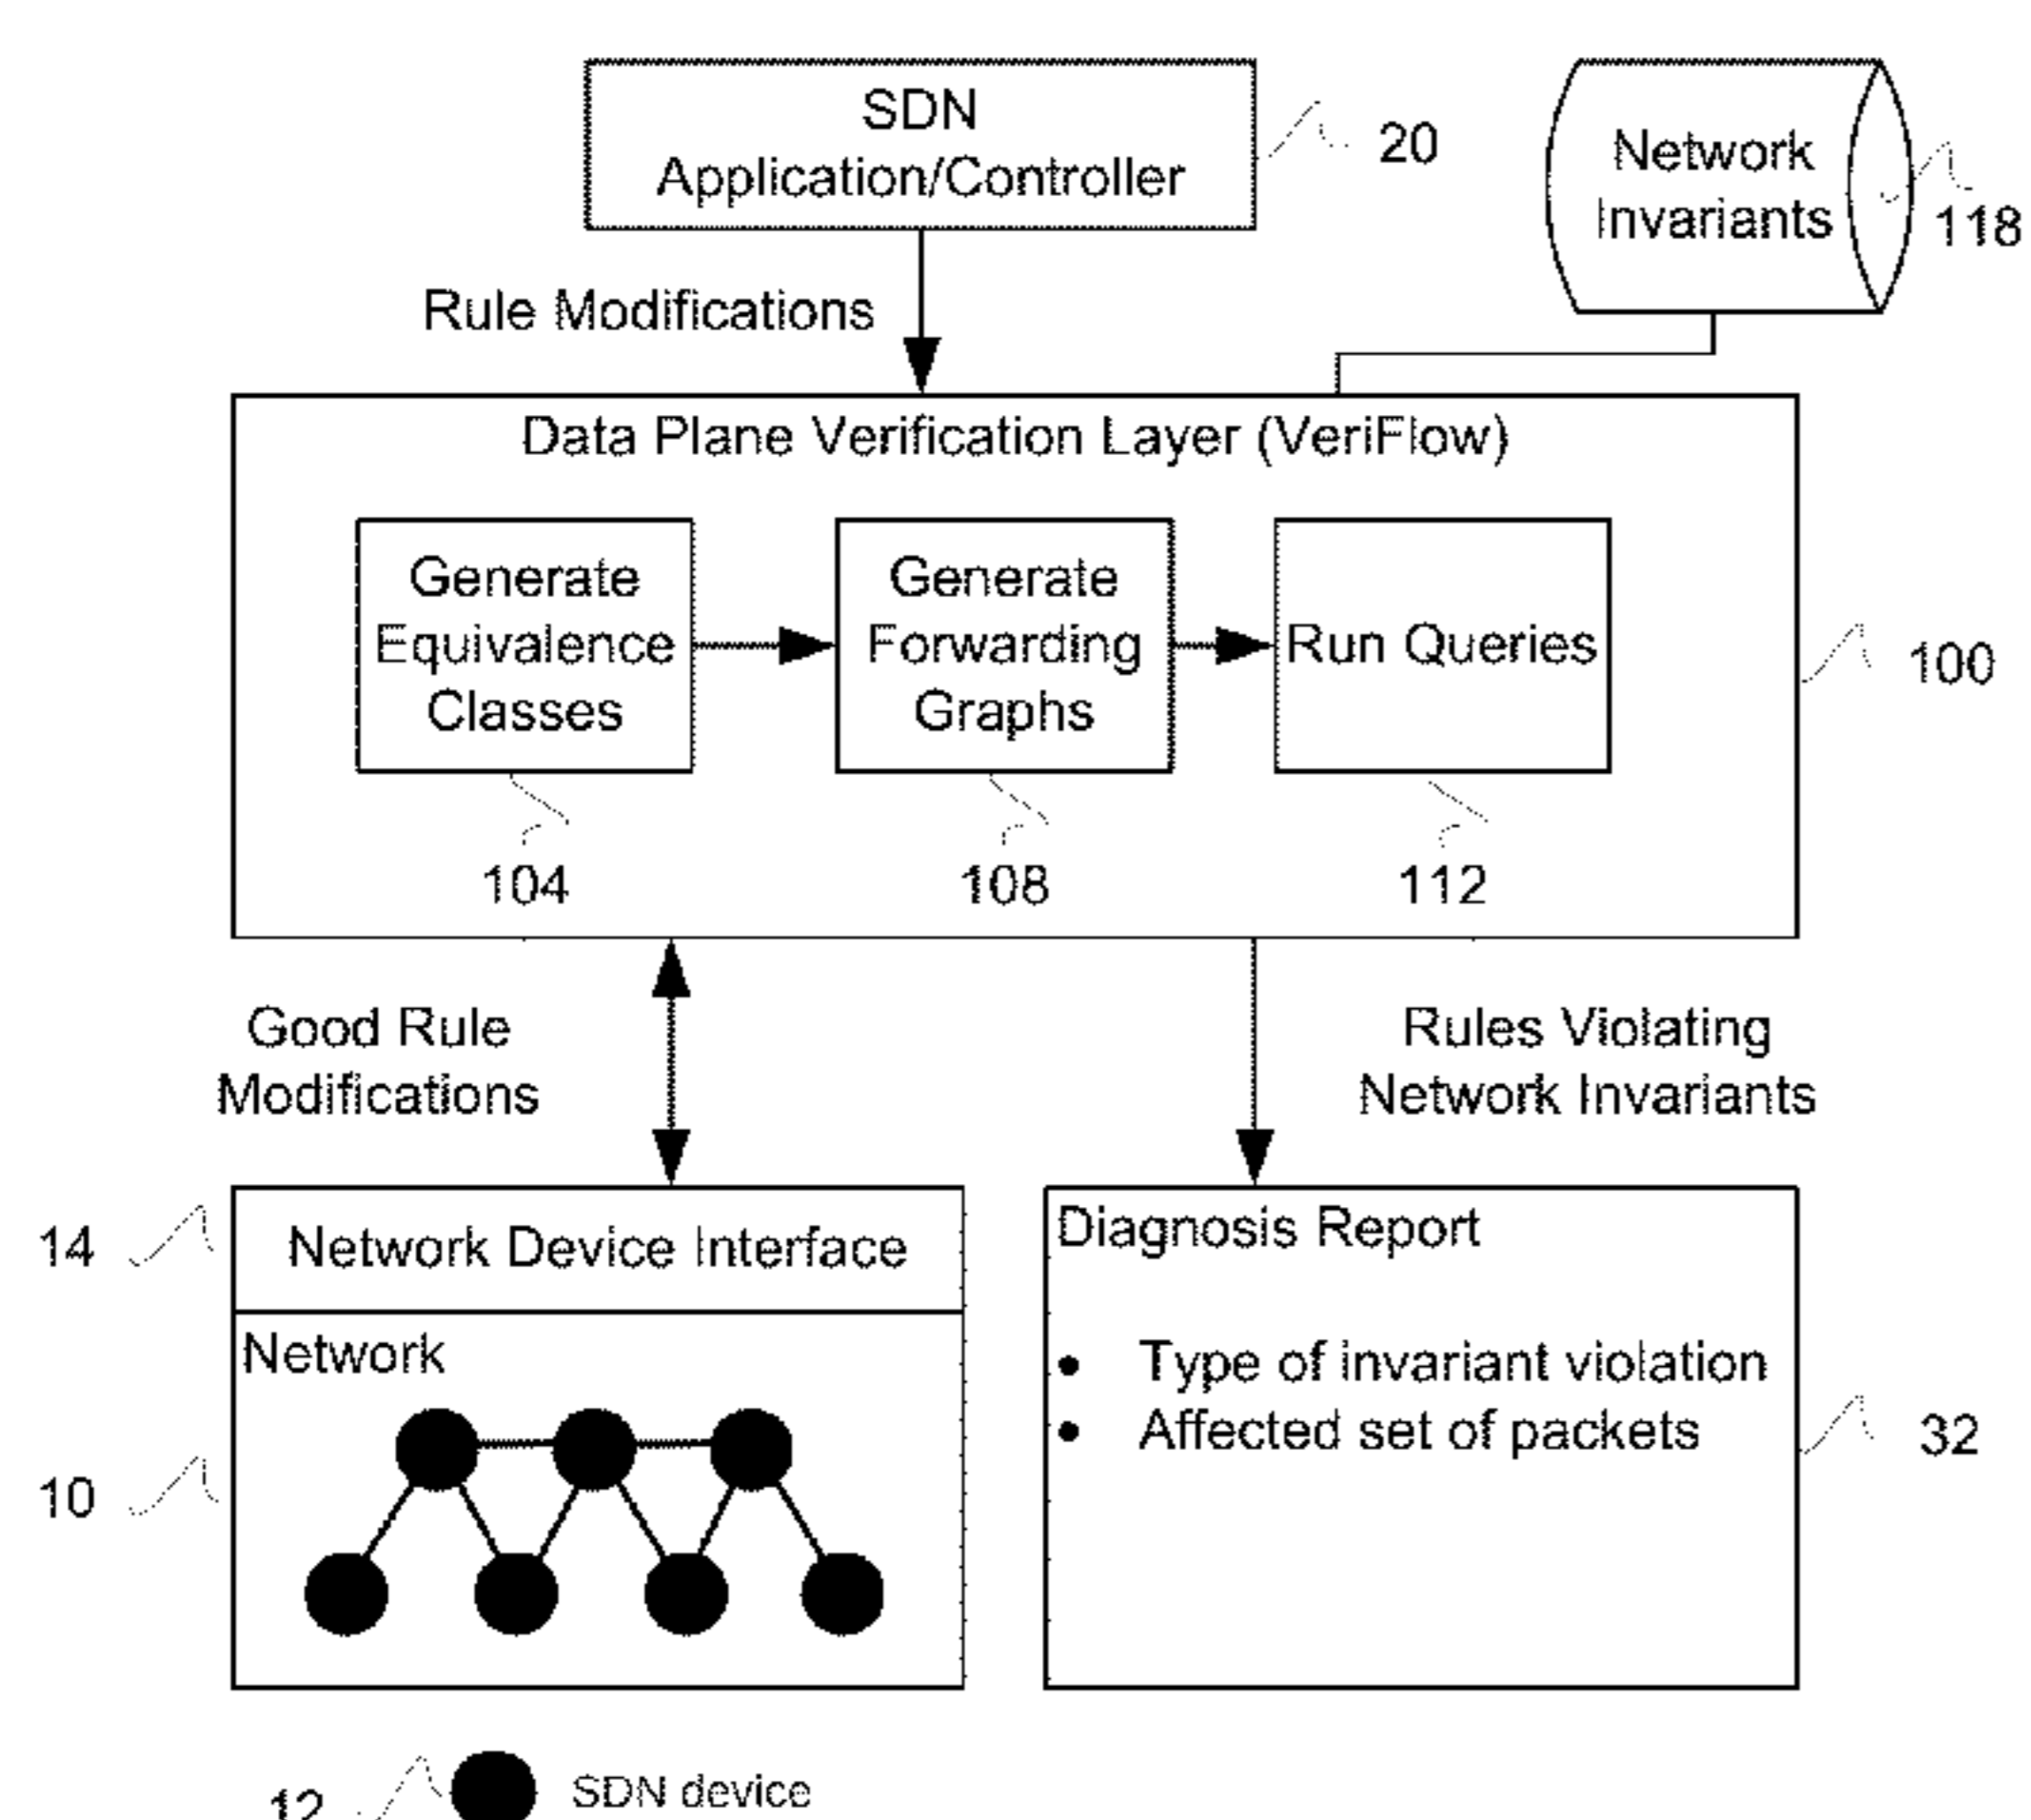 SDN
Application/Controller
20
Network
Invariants
118
Rule Modifications
Data Plane Verification Layer (VeriFlow)
Generate
Equivalence
Classes
Generate
Forwarding
Graphs
Run Queries
100
104
108
112
Good Rule
Modifications
Rules Violating
Network Invariants
14
Network Device Interface
Diagnosis Report
Network
• Type of invariant violation
• Affected set of packets
32
10
12
SDN device